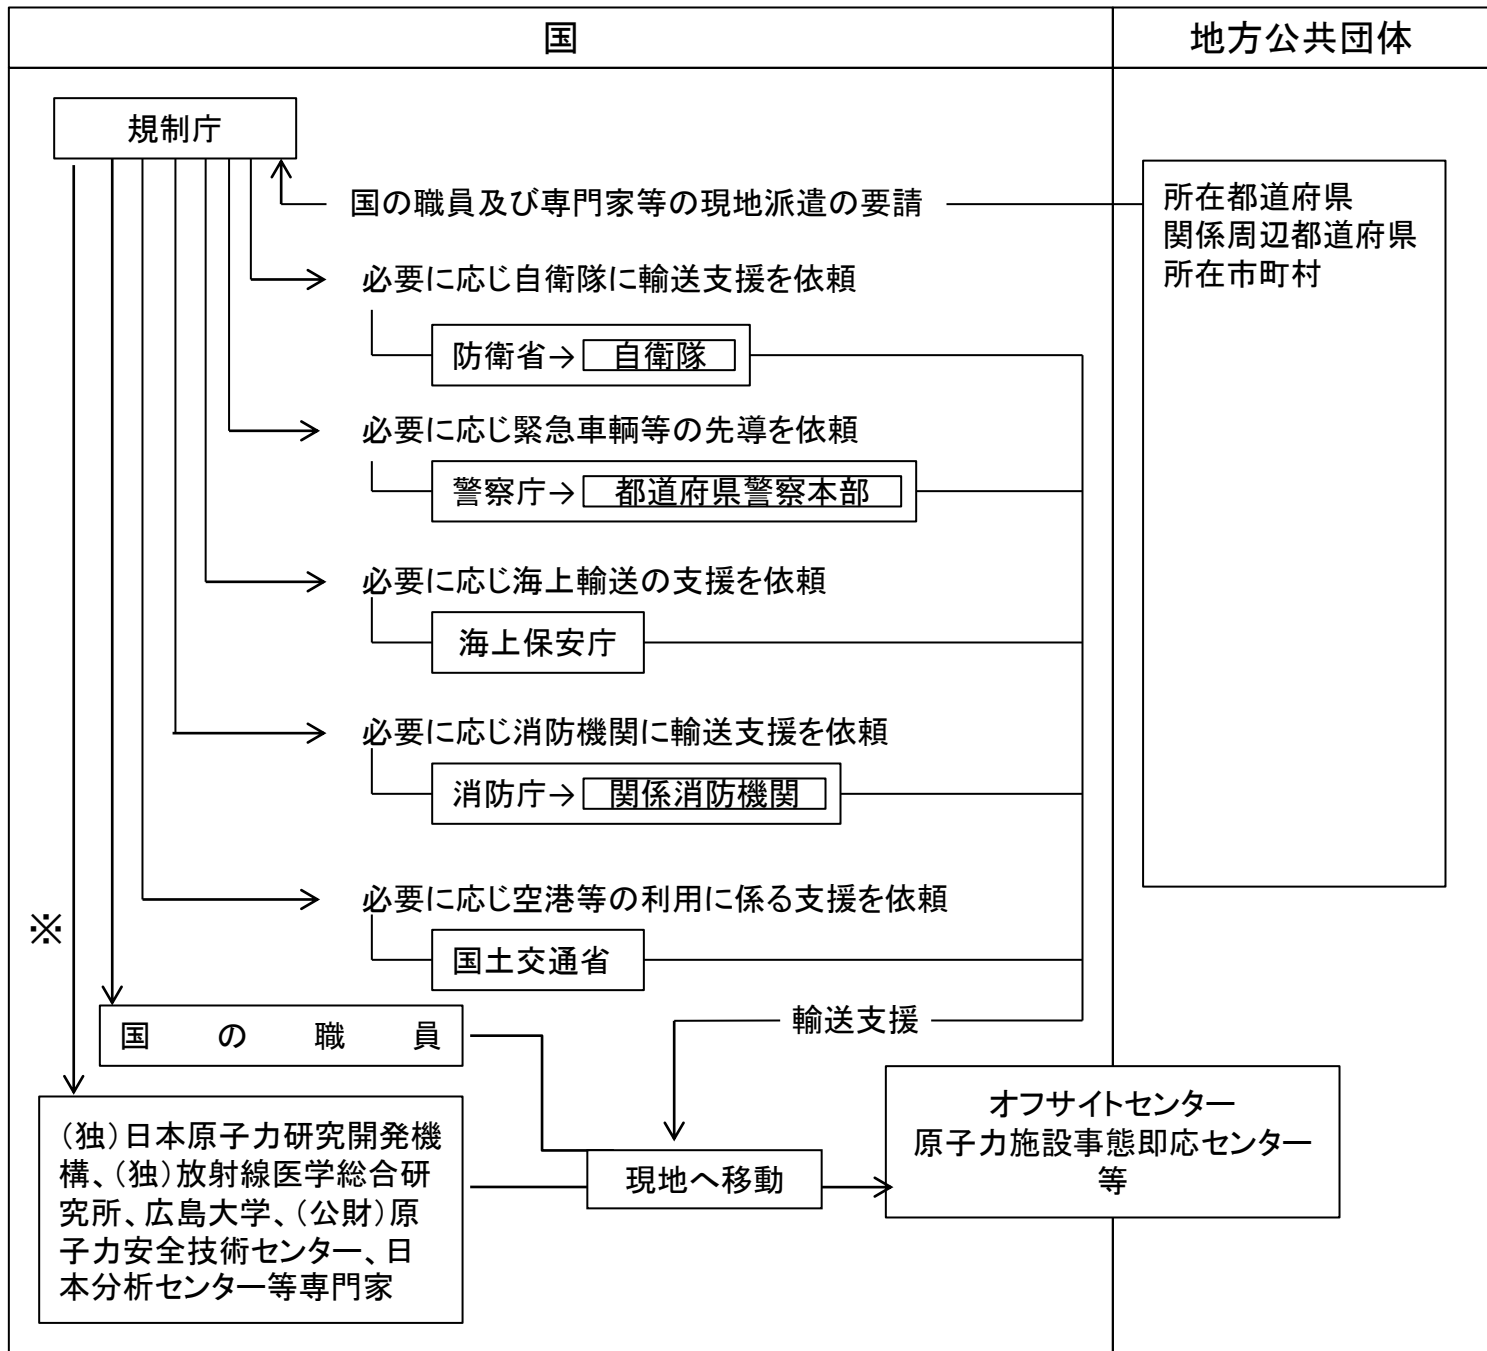 国
地方公共団体
規制庁
国の職員及び専門家等の現地派遣の要請
所在都道府県
関係周辺都道府県
所在市町村
必要に応じ自衛隊に輸送支援を依頼
防衛省→ 自衛隊
必要に応じ緊急車輌等の先導を依頼
警察庁→ 都道府県警察本部
必要に応じ海上輸送の支援を依頼
海上保安庁
必要に応じ消防機関に輸送支援を依頼
消防庁→ 関係消防機関
必要に応じ空港等の利用に係る支援を依頼
※
国土交通省
国の職員
輸送支援
(独)日本原子力研究開発機
構、(独)放射線医学総合研
究所、広島大学、(公財)原
子力安全技術センター、日
本分析センター等専門家
現地へ移動
オフサイトセンター
原子力施設事態即応センター
等